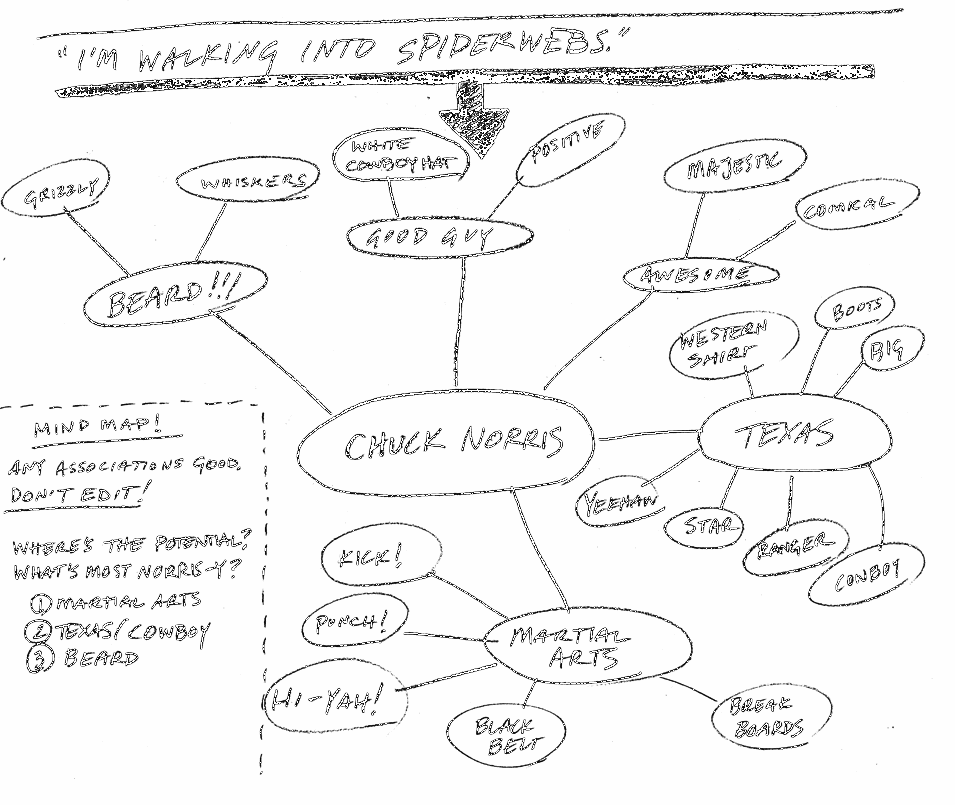 "I'M WALKING INTO SPIDERWEBS."
GRIZZLY
WHISKERS
BEARD!!!
WHITE
COWBOY HAT
POSITIVE
GOOD GUY
MAJESTIC
COMICAL
AWESOME
WESTERN
SHIRT
BOOTS
BIG
TEXAS
YEEHAW
STAR
RANGER
COWBOY
CHUCK NORRIS
KICK!
PUNCH!
HI-YAH!
BLACK
BELT
BREAK
BOARDS
MARTIAL
ARTS
MIND MAP!
ANY ASSOCIATIONS GOOD.
DON'T EDIT!
WHERE'S THE POTENTIAL?
WHAT'S MOST NORRIS-Y?
1 MARTIAL ARTS
2 TEXAS/COWBOY
3 BEARD